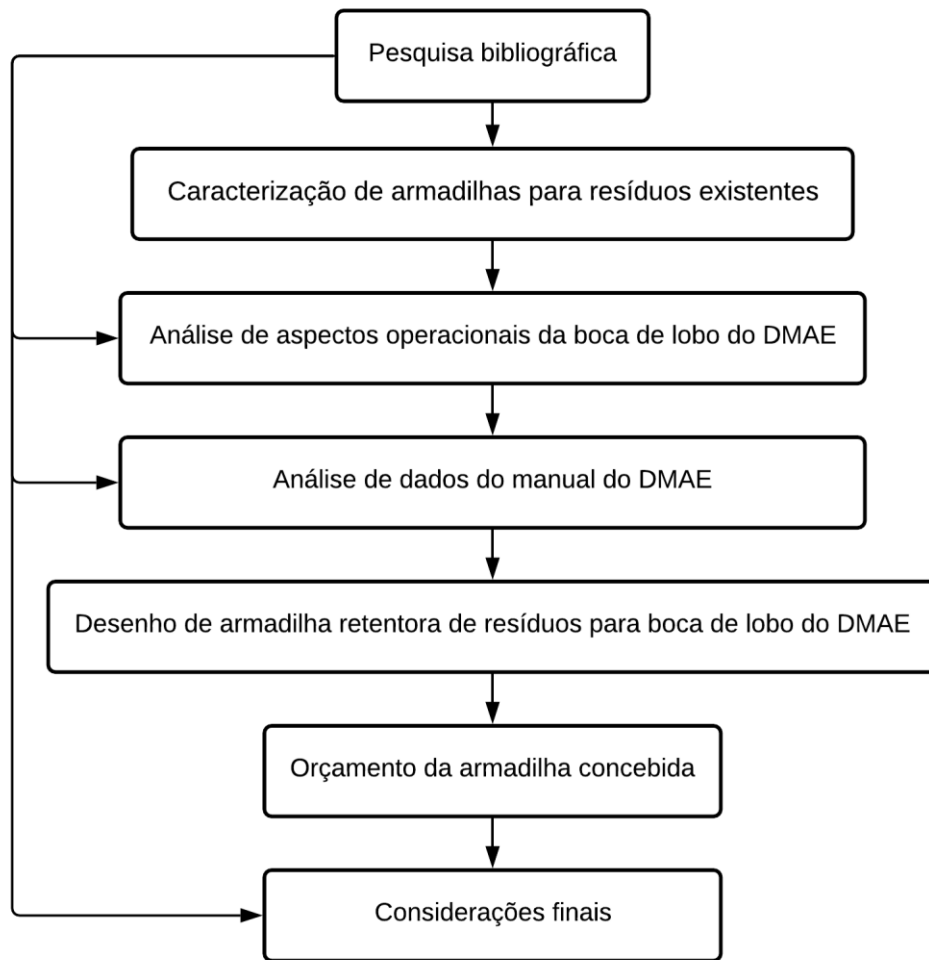 Pesquisa bibliográfica
Caracterização de armadilhas para resíduos existentes
Análise de aspectos operacionais da boca de lobo do DMAE
Análise de dados do manual do DMAE
Desenho de armadilha retentora de resíduos para boca de lobo do DMAE
Orçamento da armadilha concebida
Considerações finais